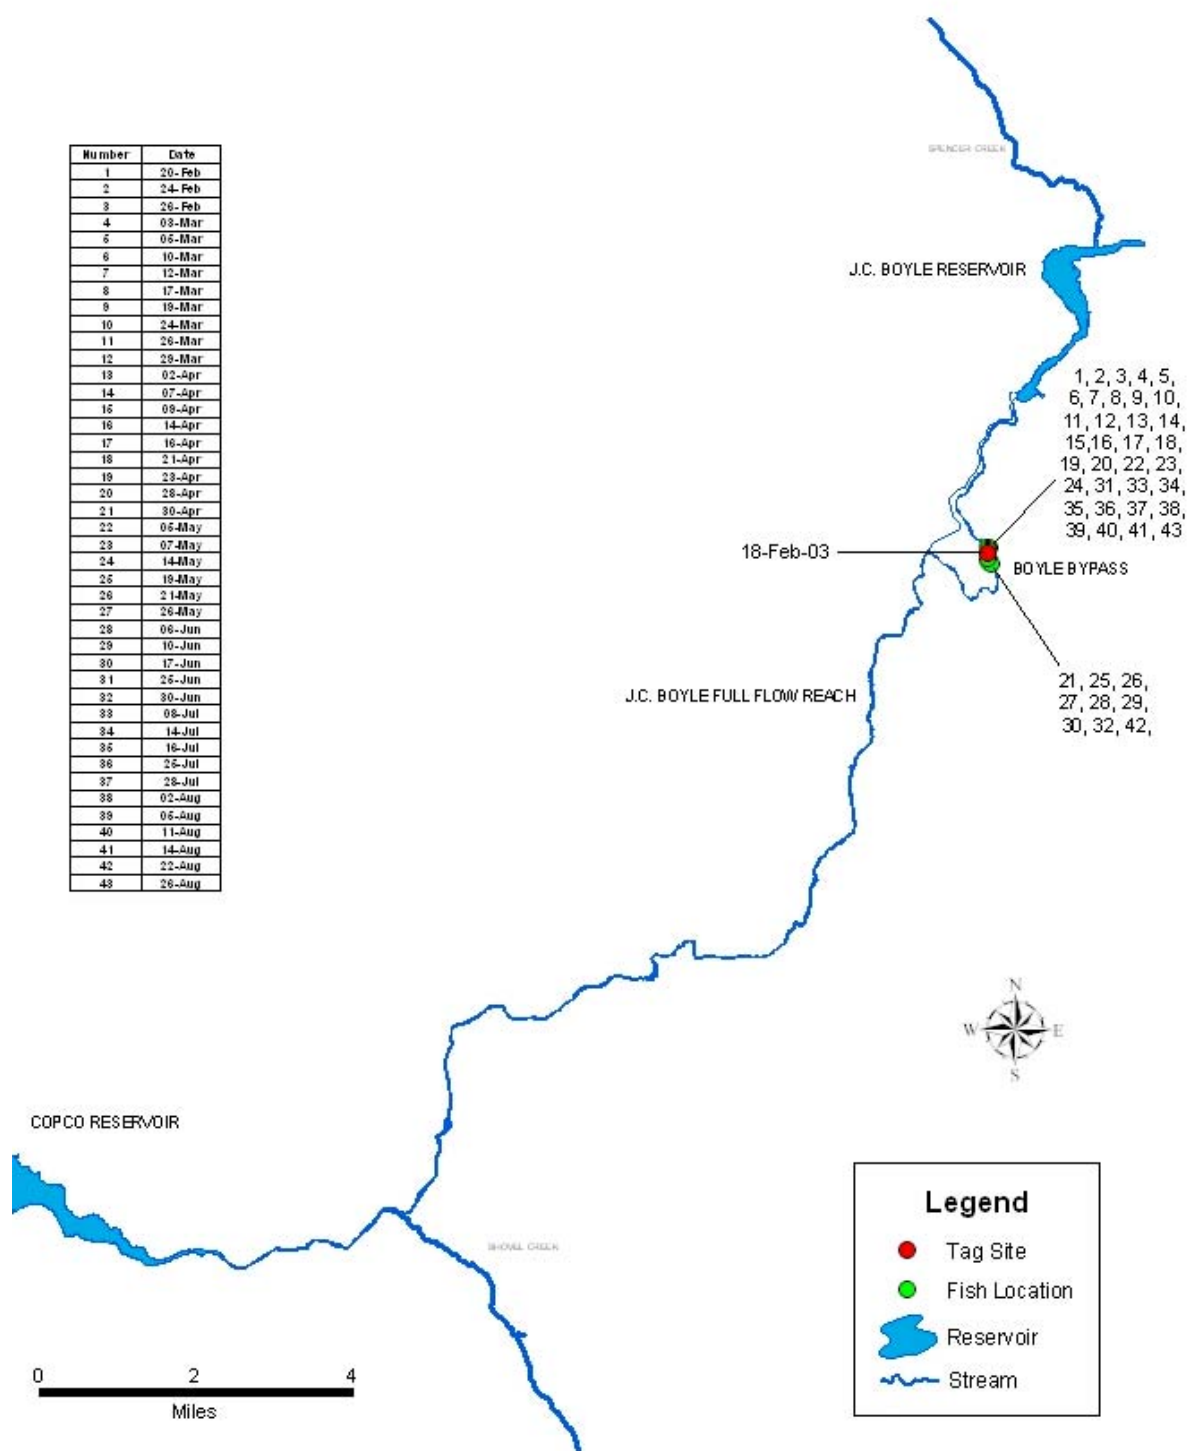 SPENCER CREEK
Number Date
1 20-Feb
2 24-Feb
3 26-Feb
4 03-Mar
5 05-Mar
6 10-Mar
7 12-Mar
8 17-Mar
9 19-Mar
10 24-Mar
11 26-Mar
12 29-Mar
13 02-Apr
14 07-Apr
15 09-Apr
16 14-Apr
17 16-Apr
18 21-Apr
19 23-Apr
20 28-Apr
21 30-Apr
22 05-May
23 07-May
24 14-May
25 19-May
26 21-May
27 26-May
28 06-Jun
29 10-Jun
30 17-Jun
31 25-Jun
32 30-Jun
33 08-Jul
34 14-Jul
35 16-Jul
36 25-Jul
37 28-Jul
38 02-Aug
39 05-Aug
40 11-Aug
41 14-Aug
42 22-Aug
43 26-Aug
J.C. BOYLE RESERVOIR
1, 2, 3, 4, 5,
6, 7, 8, 9, 10,
11, 12, 13, 14,
15,16, 17, 18,
19, 20, 22, 23,
24, 31, 33, 34,
35, 36, 37, 38,
39, 40, 41, 43
18-Feb-03
BOYLE BYPASS
21, 25, 26,
27, 28, 29,
30, 32, 42,
J.C. BOYLE FULL FLOW REACH
N
W E
S
COPCO RESERVOIR
SHOVEL CREEK
Legend
Tag Site
Fish Location
Reservoir
Stream
0 2 4
Miles